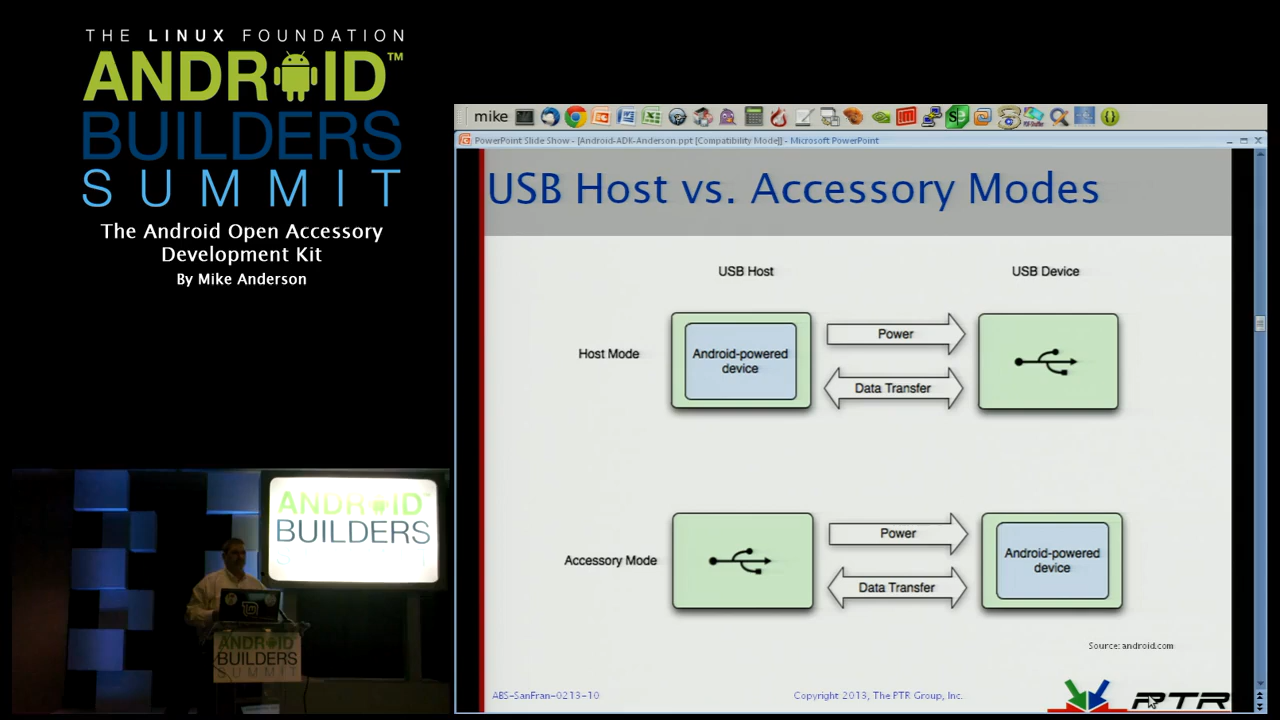 THE LINUX FOUNDATION
ANDROID™
BUILDERS
SUMMIT
The Android Open Accessory
Development Kit
By Mike Anderson
mike
PowerPoint Slide Show - [Android-ADK-Anderson.ppt [Compatibility Mode]] - Microsoft PowerPoint
USB Host vs. Accessory Modes
USB Host
USB Device
Host Mode
Android-powered
device
Power
Data Transfer
Accessory Mode
Power
Data Transfer
Android-powered
device
Source: android.com
ABS-SanFran-0213-10
Copyright 2013, The PTR Group, Inc.
PTR
ANDROID™
BUILDERS
ANDROID
BUILDERS
SUMMIT